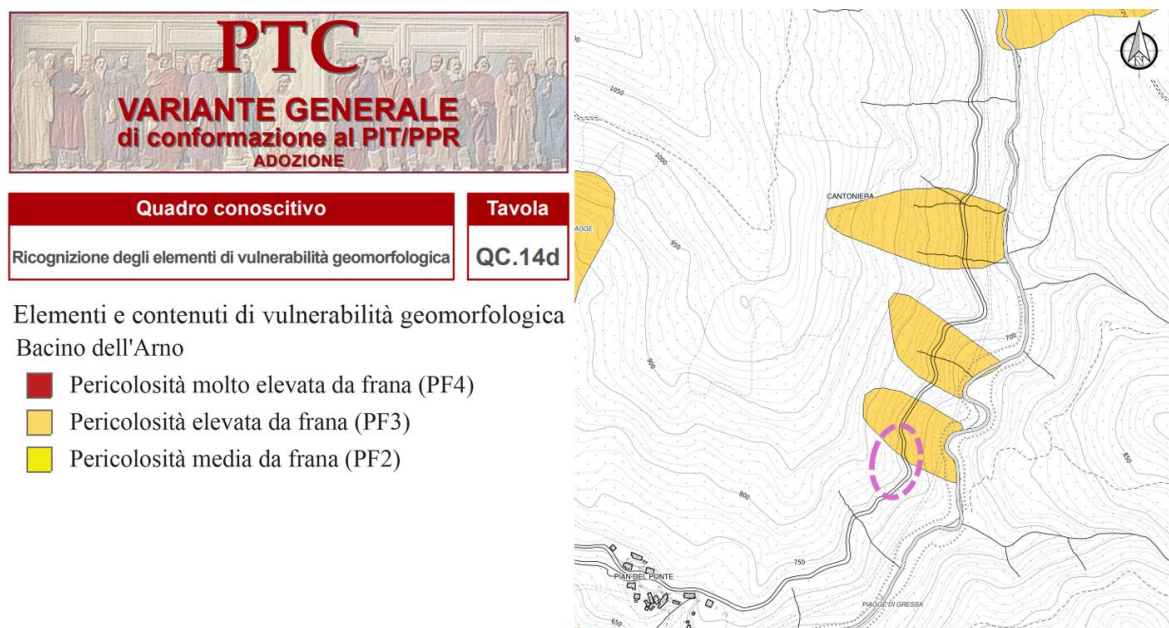 PTC
VARIANTE GENERALE
di conformazione al PIT/PPR
ADOZIONE
Quadro conoscitivo
Tavola
Ricognizione degli elementi di vulnerabilità geomorfologica
QC.14d
Elementi e contenuti di vulnerabilità geomorfologica
Bacino dell'Arno
Pericolosità molto elevata da frana (PF4)
Pericolosità elevata da frana (PF3)
Pericolosità media da frana (PF2)
1050
1000
CANTONIERA
AGGE
950
700
900
850
800
750
PIAN DEL PONTE
PIAGGE DI GRESSA
650